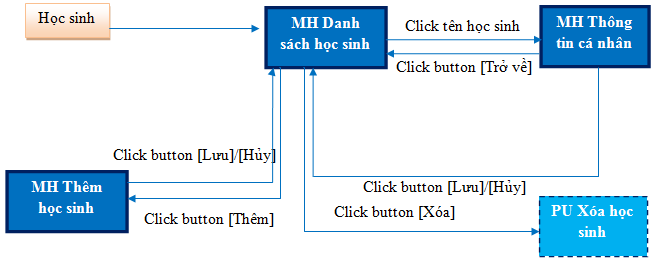 Học sinh
MH Danh
sách học sinh
Click tên học sinh
MH Thông
tin cá nhân
Click button [Trở về]
Click button [Lưu]/[Hủy]
MH Thêm
học sinh
Click button [Thêm]
Click button [Lưu]/[Hủy]
Click button [Xóa]
PU Xóa học
sinh